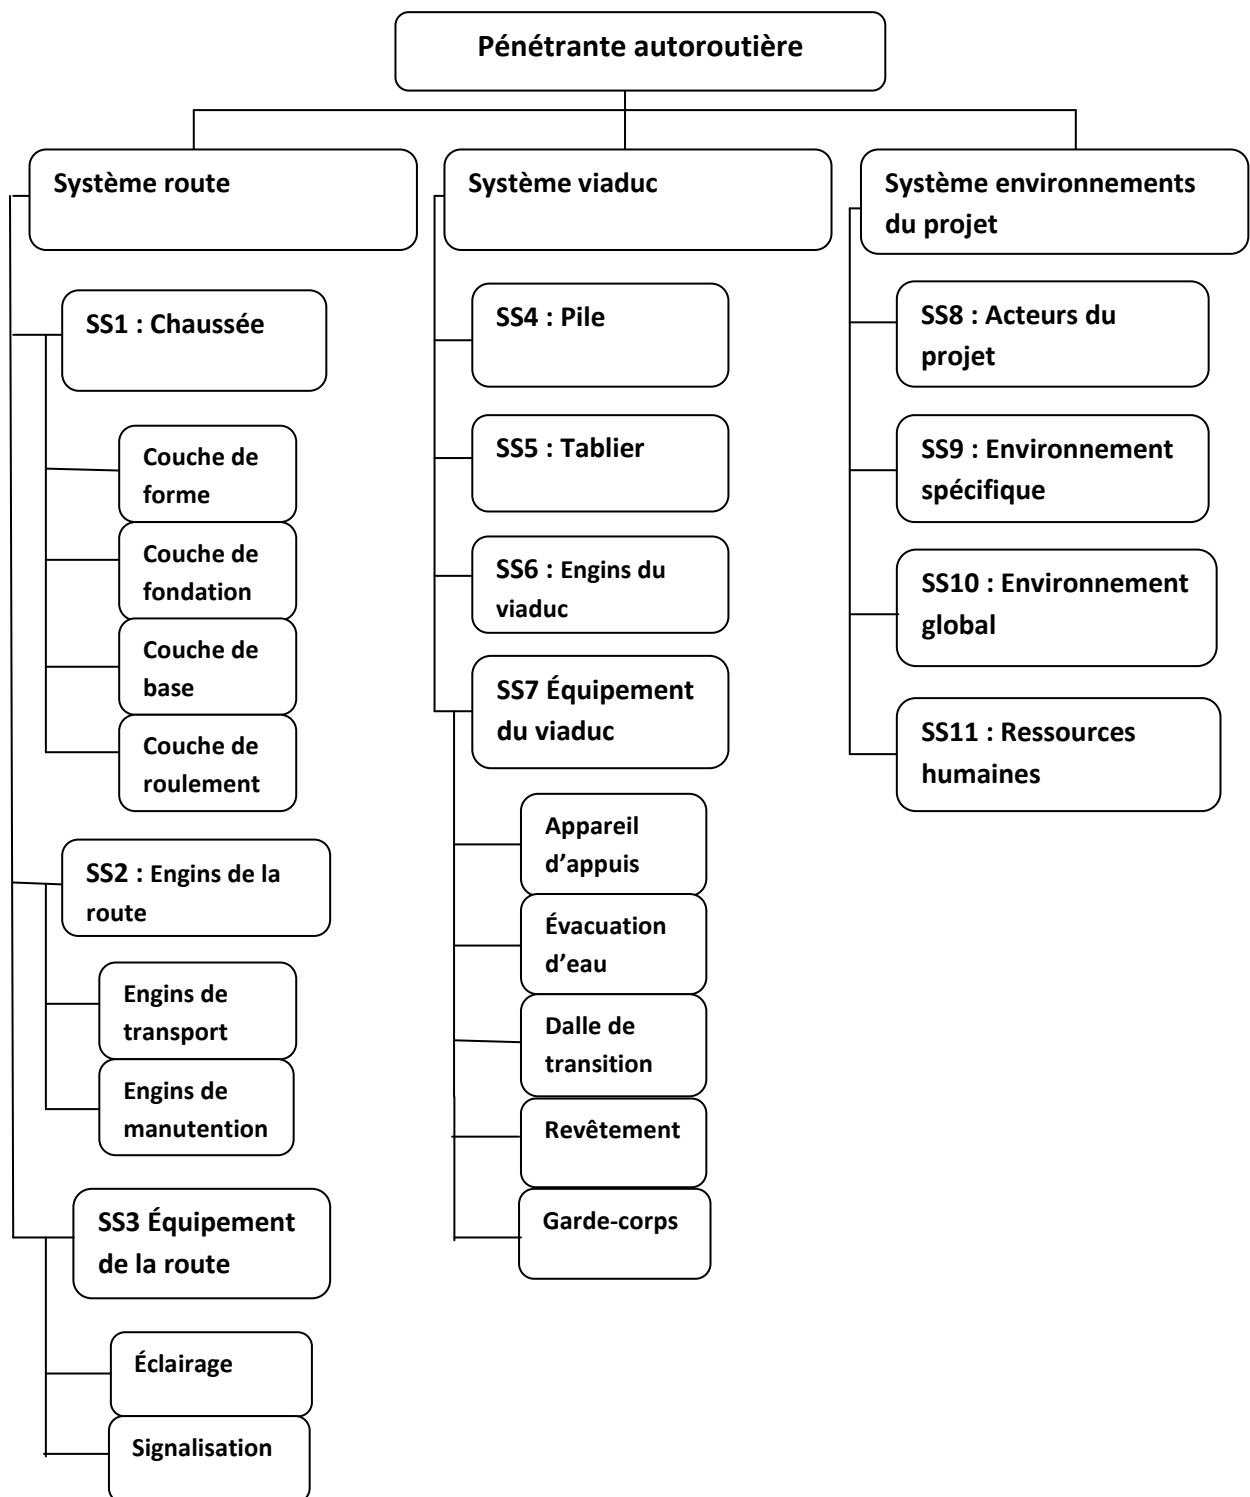 Pénétrante autoroutière
Système route
SS1 : Chaussée
Couche de
forme
Couche de
fondation
Couche de
base
Couche de
roulement
SS2 : Engins de la
route
Engins de
transport
Engins de
manutention
SS3 Équipement
de la route
Éclairage
Signalisation
Système viaduc
SS4 : Pile
SS5 : Tablier
SS6 : Engins du
viaduc
SS7 Équipement
du viaduc
Appareil
d’appuis
Évacuation
d’eau
Dalle de
transition
Revêtement
Garde-corps
Système environnements
du projet
SS8 : Acteurs du
projet
SS9 : Environnement
spécifique
SS10 : Environnement
global
SS11 : Ressources
humaines